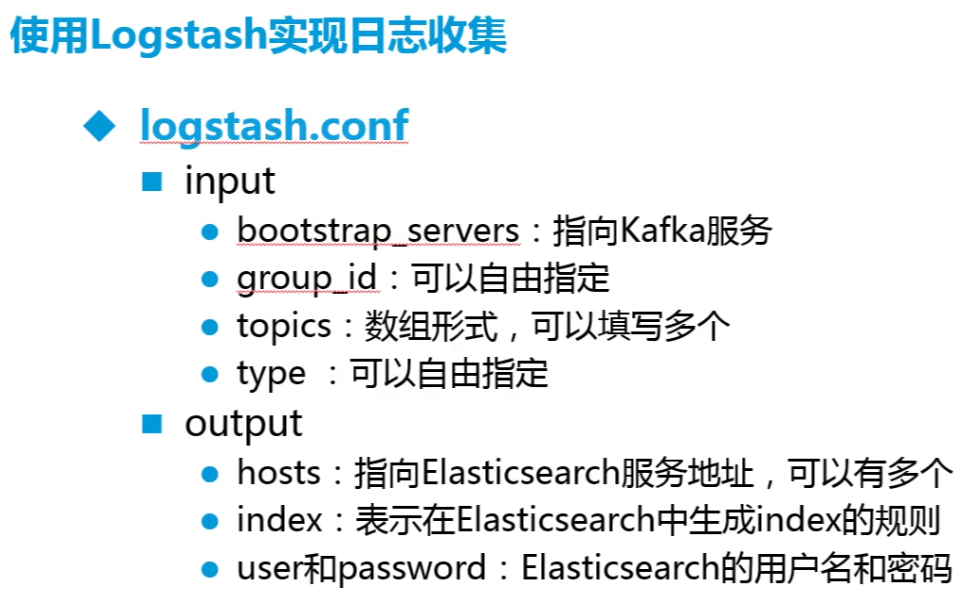 使用Logstash实现日志收集
logstash.conf
input
bootstrap_servers：指向Kafka服务
group_id：可以自由指定
topics：数组形式，可以填写多个
type ：可以自由指定
output
hosts：指向Elasticsearch服务地址，可以有多个
index：表示在Elasticsearch中生成index的规则
user和password：Elasticsearch的用户名和密码